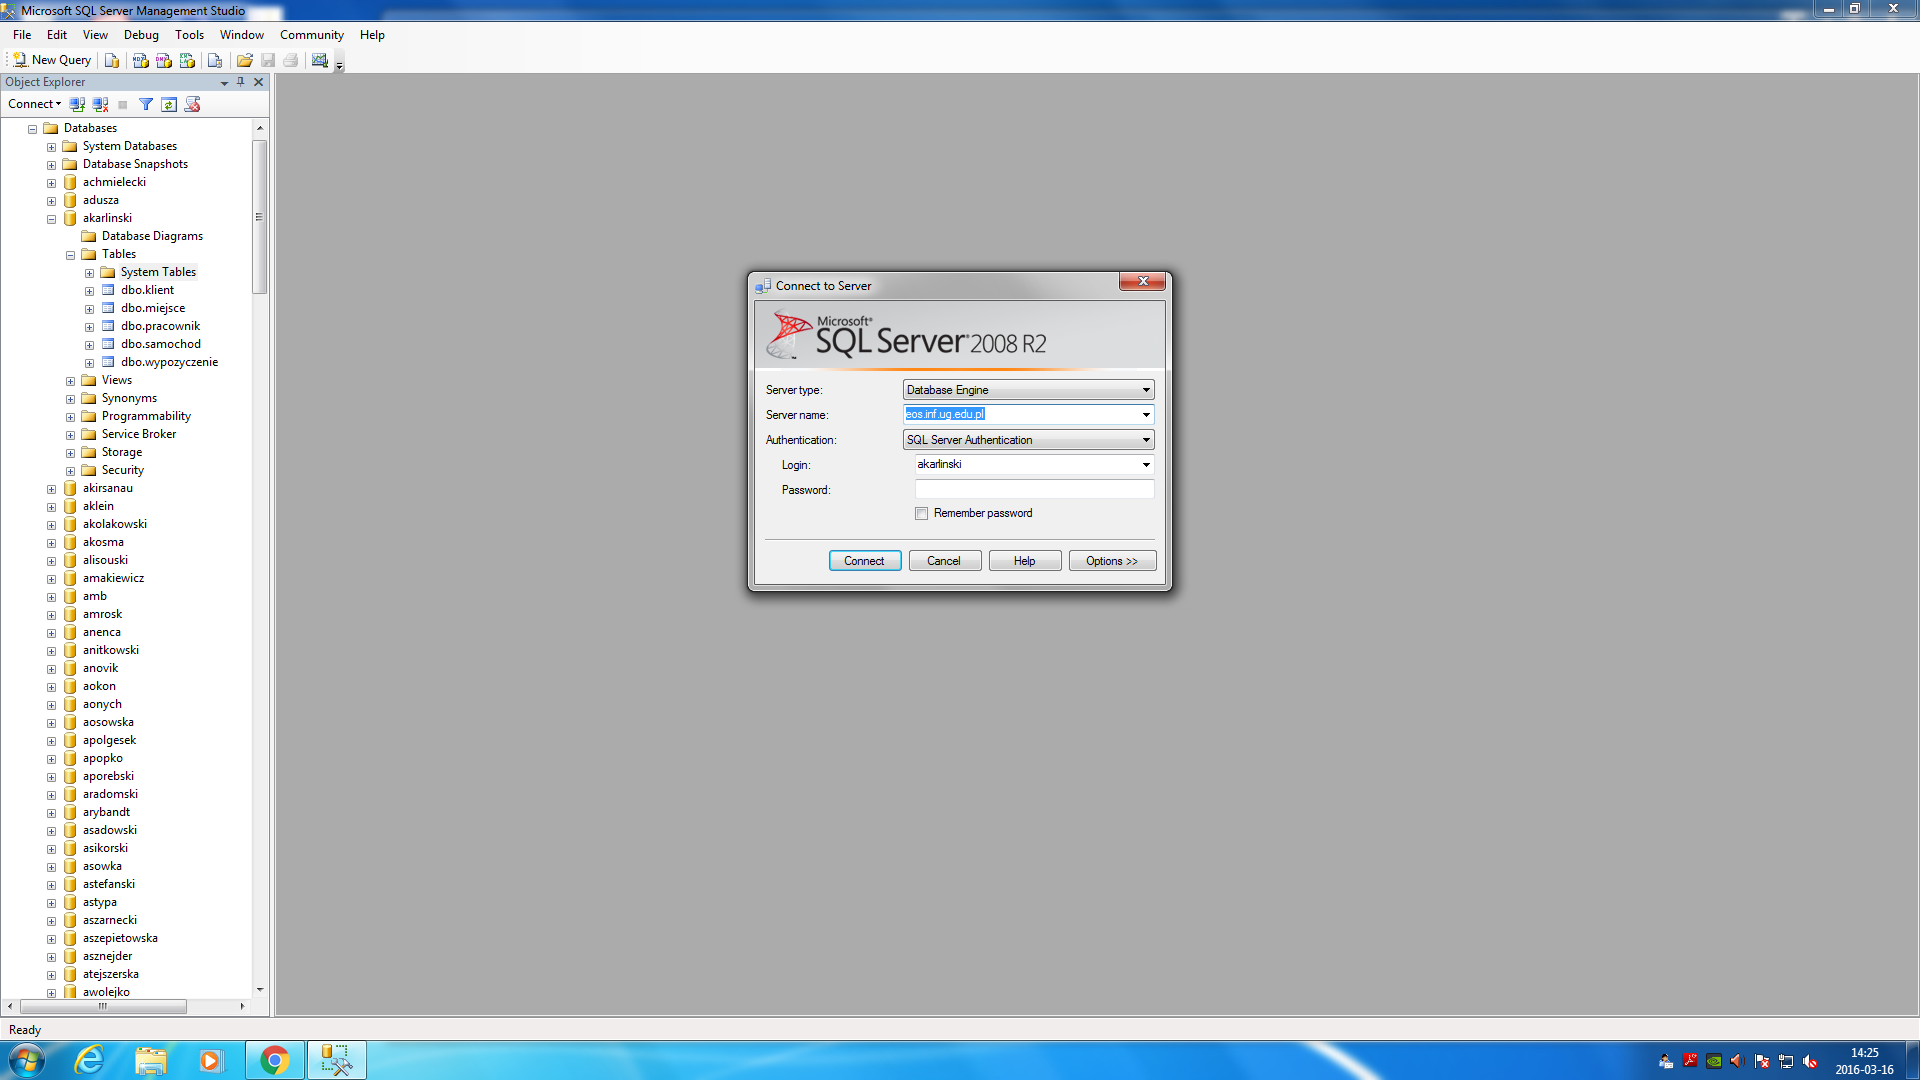 Microsoft SQL Server Management Studio
File Edit View Debug Tools Window Community Help
New Query
Object Explorer
Connect
Databases
System Databases
Database Snapshots
achmielecki
adusza
akarlinski
Database Diagrams
Tables
System Tables
dbo.klient
dbo.miejsce
dbo.pracownik
dbo.samochod
dbo.wypozyczenie
Views
Synonyms
Programmability
Service Broker
Storage
Security
akirsanau
aklein
akolakowski
akosma
alisouski
amakiewicz
amb
amrosk
anenca
anitkowski
anovik
aokon
aonych
aosowska
apolgesek
apopko
aporebski
aradomski
arybandt
asadowski
asikorski
asowka
astefanski
astypa
aszarnecki
aszepietowska
asznejder
atejszerska
awolejko
Connect to Server
Microsoft®
SQL Server 2008 R2
Server type: Database Engine
Server name: eos.inf.ug.edu.pl
Authentication: SQL Server Authentication
Login: akarlinski
Password:
Remember password
Connect Cancel Help Options >>
Ready
14:25
2016-03-16